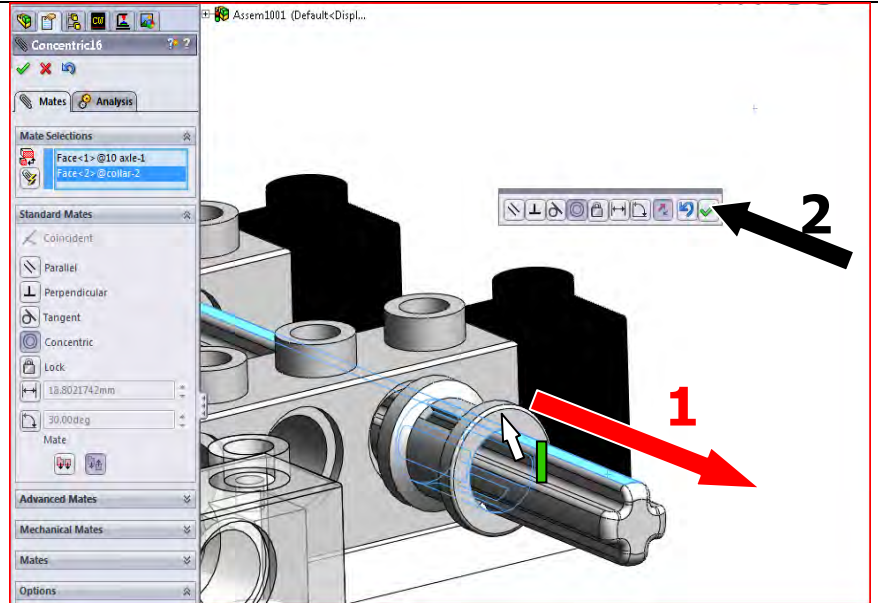 Assem1001 (Default<Displ...
CW
Concentric16
? ?
Mates
Analysis
Mate Selections
Face<1>@10 axle-1
Face<2>@collar-2
Standard Mates
Coincident
Parallel
Perpendicular
Tangent
Concentric
Lock
18.8021742mm
30.00deg
Mate
Advanced Mates
Mechanical Mates
Mates
Options
2
1